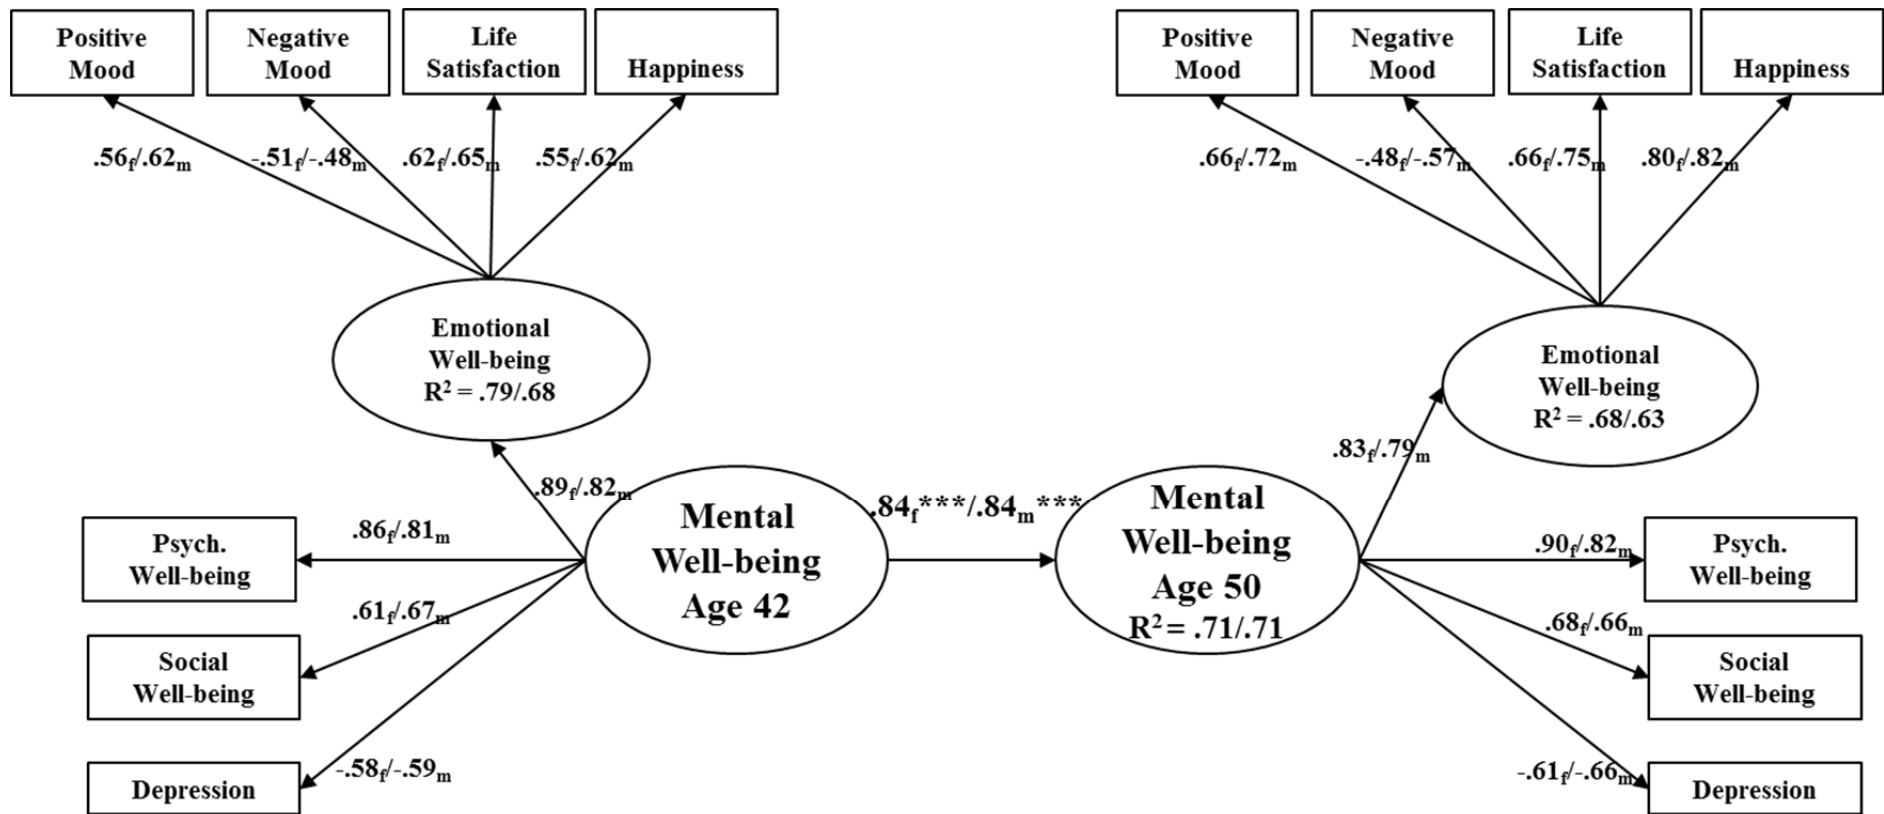 Positive
Mood
Negative
Mood
Life
Satisfaction
Happiness
Positive
Mood
Negative
Mood
Life
Satisfaction
Happiness
.56f/.62m
-.51f/-.48m
.62f/.65m
.55f/.62m
.66f/.72m
-.48f/-.57m
.66f/.75m
.80f/.82m
Emotional
Well-being
R² = .79/.68
Emotional
Well-being
R² = .68/.63
.89f/.82m
.83f/.79m
Mental
Well-being
Age 42
.84f***/.84m***
Mental
Well-being
Age 50
R² = .71/.71
.86f/.81m
Psych.
Well-being
.61f/.67m
Social
Well-being
-.58f/-.59m
Depression
.90f/.82m
Psych.
Well-being
.68f/.66m
Social
Well-being
-.61f/-.66m
Depression